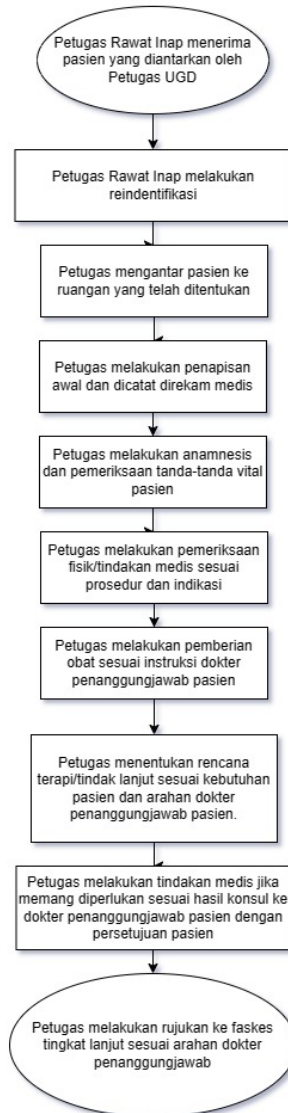 Petugas Rawat Inap menerima
pasien yang diantarkan oleh
Petugas UGD
Petugas Rawat Inap melakukan
reindentifikasi
Petugas mengantar pasien ke
ruangan yang telah ditentukan
Petugas melakukan penapisan
awal dan dicatat direkam medis
Petugas melakukan anamnesis
dan pemeriksaan tanda-tanda vital
pasien
Petugas melakukan pemeriksaan
fisik/tindakan medis sesuai
prosedur dan indikasi
Petugas melakukan pemberian
obat sesuai instruksi dokter
penanggungjawab pasien
Petugas menentukan rencana
terapi/tindak lanjut sesuai kebutuhan
pasien dan arahan dokter
penanggungjawab pasien.
Petugas melakukan tindakan medis jika
memang diperlukan sesuai hasil konsul ke
dokter penanggungjawab pasien dengan
persetujuan pasien
Petugas melakukan rujukan ke faskes
tingkat lanjut sesuai arahan dokter
penanggungjawab